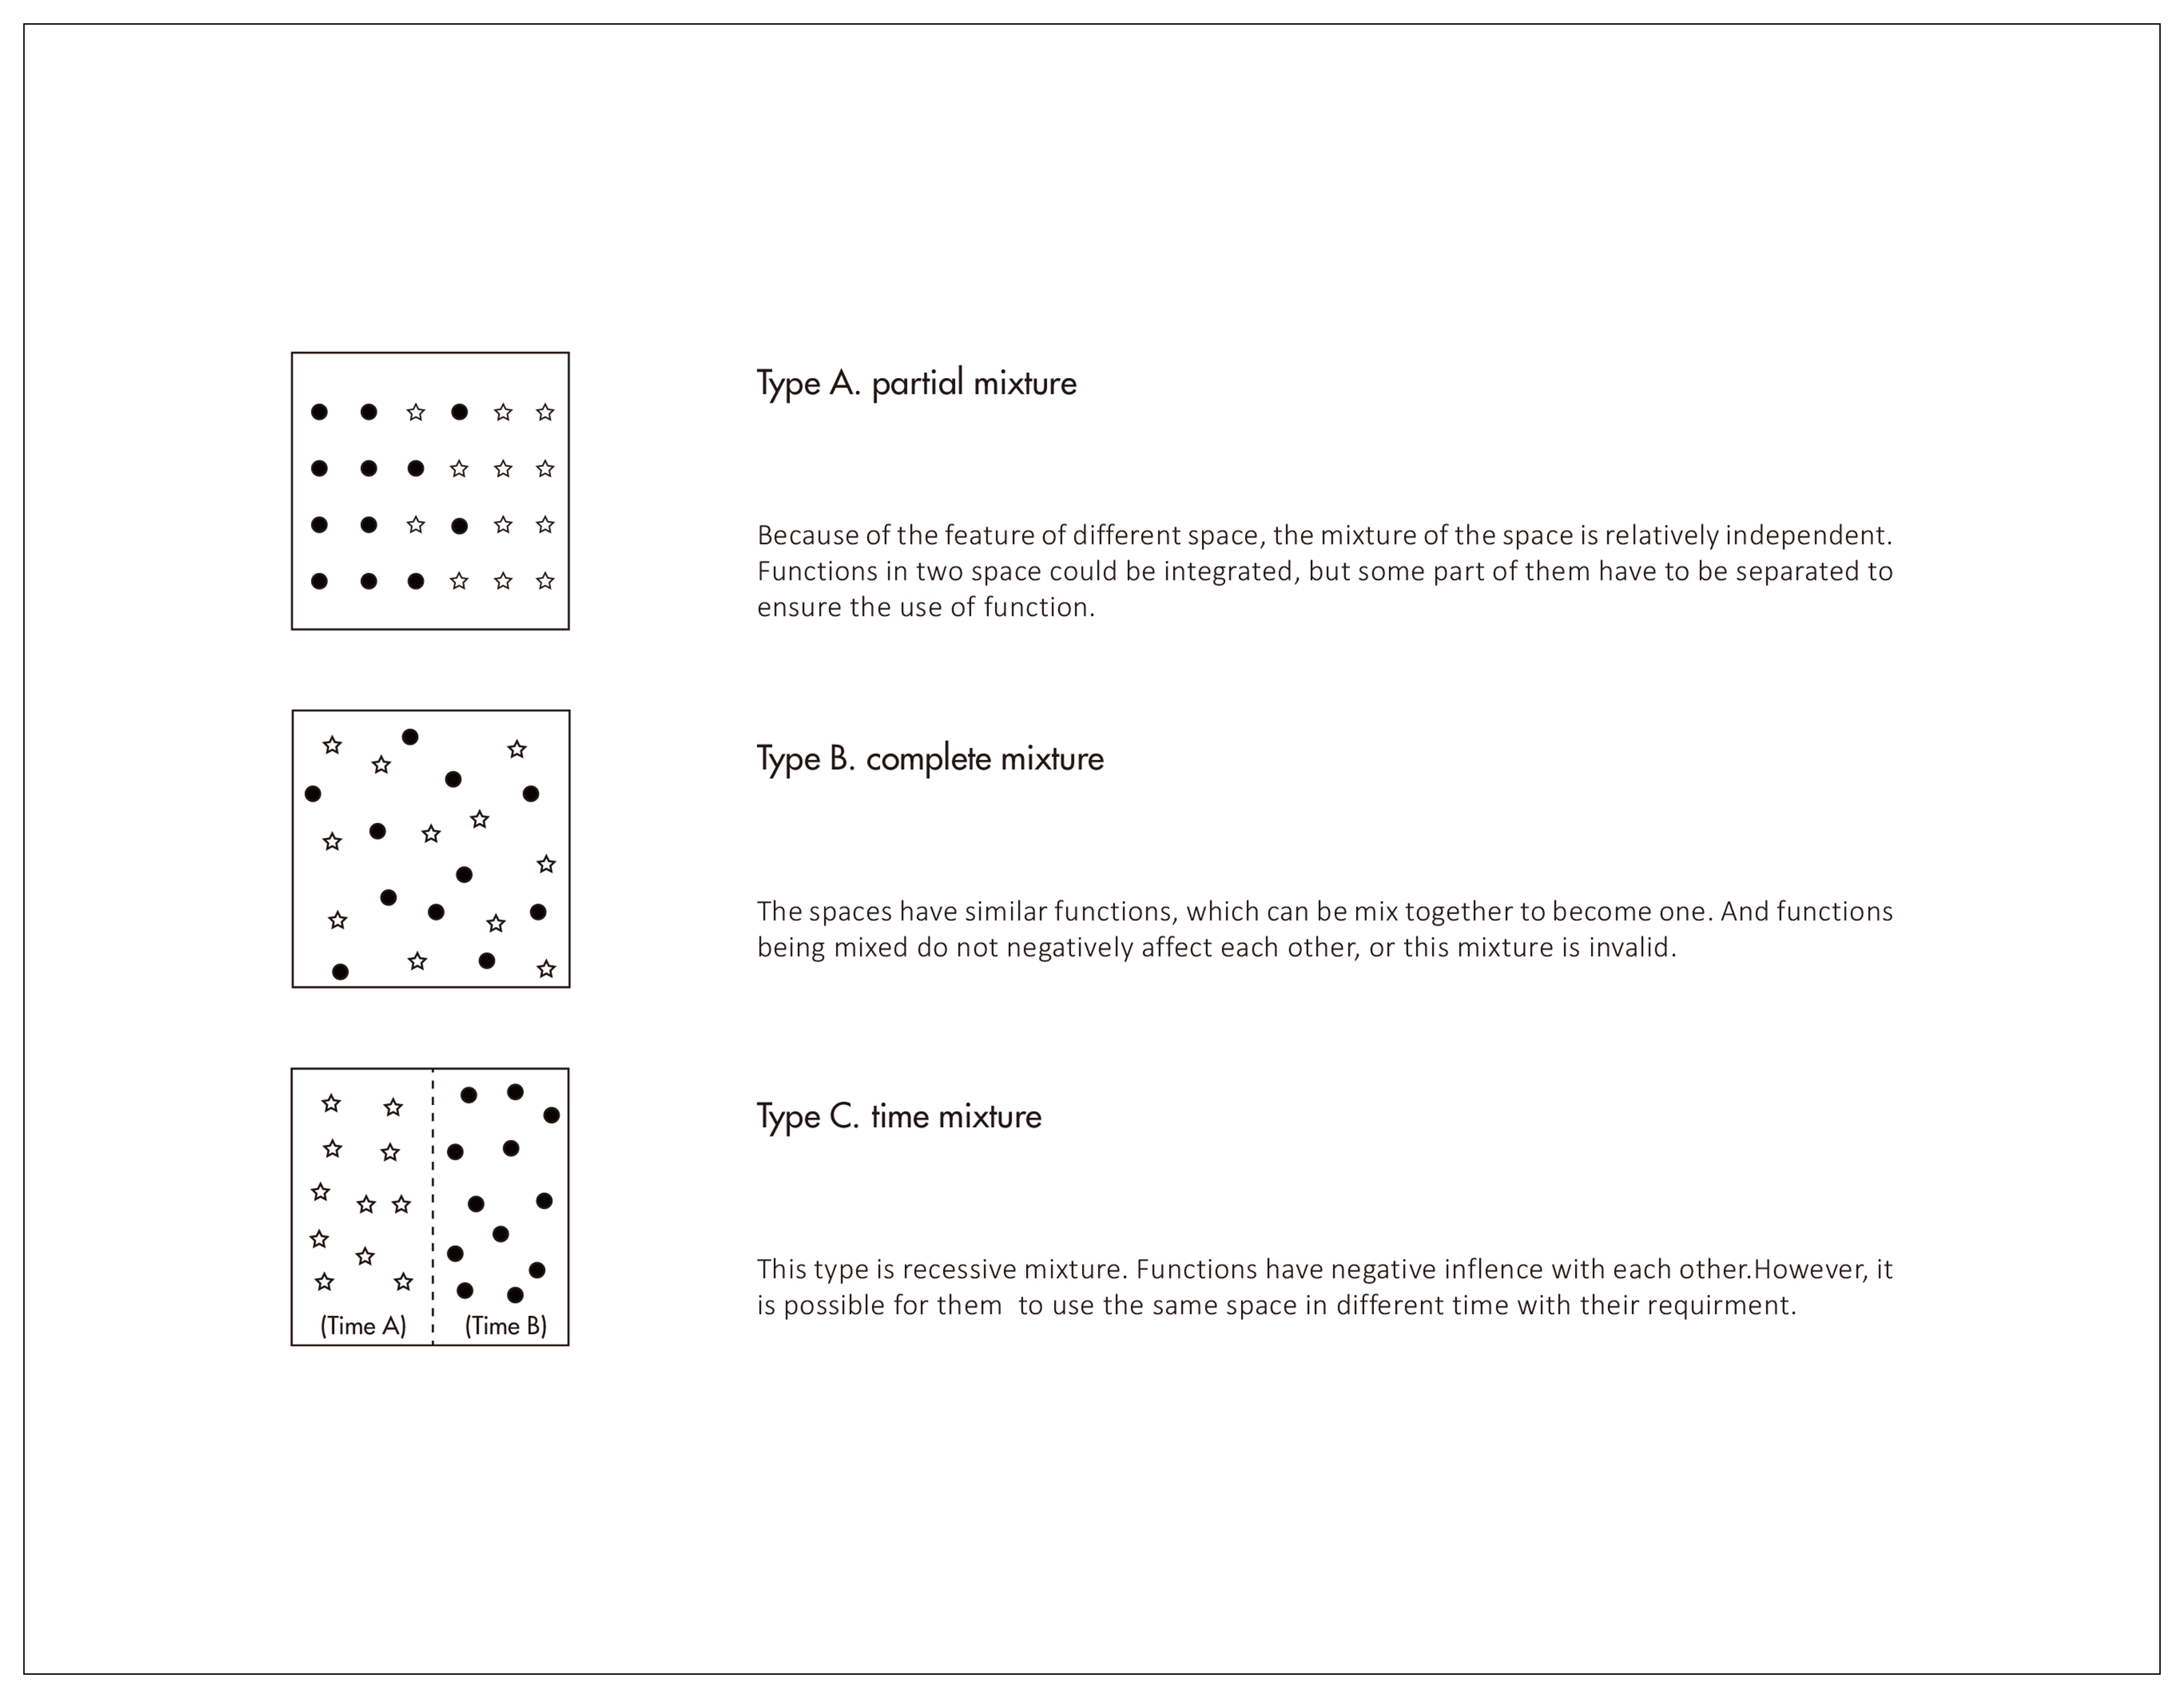 Type A. partial mixture
Because of the feature of different space, the mixture of the space is relatively independent.
Functions in two space could be integrated, but some part of them have to be separated to
ensure the use of function.
Type B. complete mixture
The spaces have similar functions, which can be mix together to become one. And functions
being mixed do not negatively affect each other, or this mixture is invalid.
(Time A)
(Time B)
Type C. time mixture
This type is recessive mixture. Functions have negative inflence with each other.However, it
is possible for them  to use the same space in different time with their requirment.